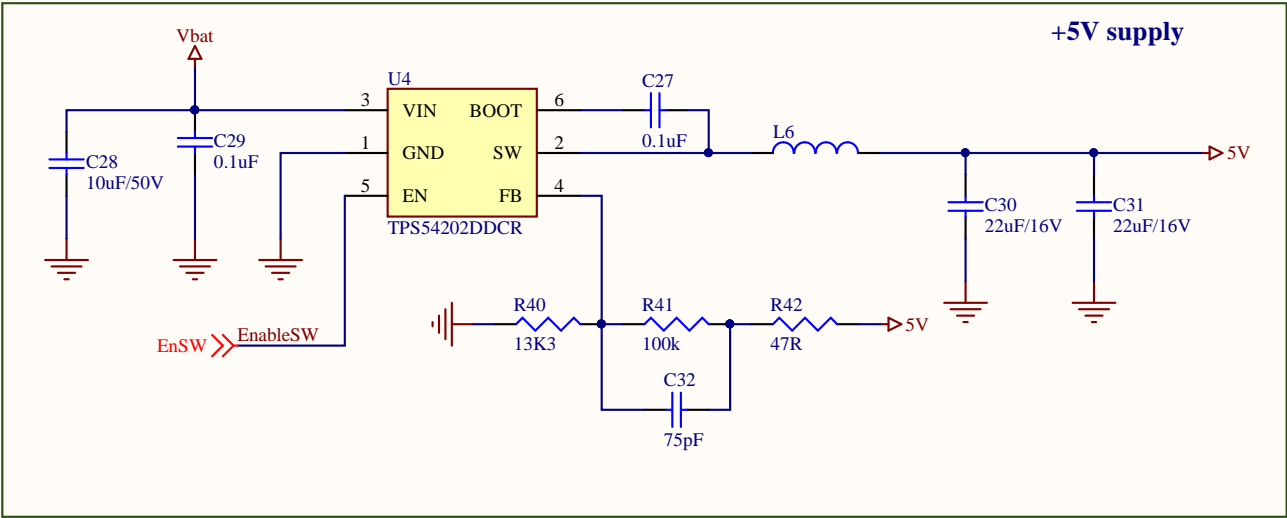 +5V supply
Vbat
U4
C27
3 VIN BOOT 6
0.1uF
L6
1 GND SW 2
5V
C29
0.1uF
C28
10uF/50V
5 EN FB 4
TPS54202DDCR
C30
22uF/16V
C31
22uF/16V
R40
13K3
R41
100k
R42
47R
5V
EnSW
EnableSW
C32
75pF